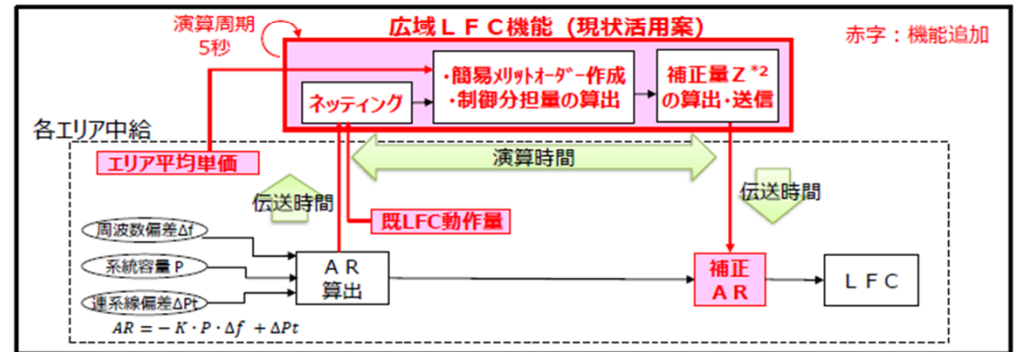 演算周期
5秒
広域LFC機能（現状活用案）
赤字：機能追加
ネッティング
・簡易メリットオーダー作成
・制御分担量の算出
補正量Z*2
の算出・送信
各エリア中給
エリア平均単価
演算時間
伝送時間
伝送時間
既LFC動作量
周波数偏差Δf
系統容量P
連系線偏差ΔPt
AR
算出
補正
AR
LFC
AR = − K・P・Δf + ΔPt